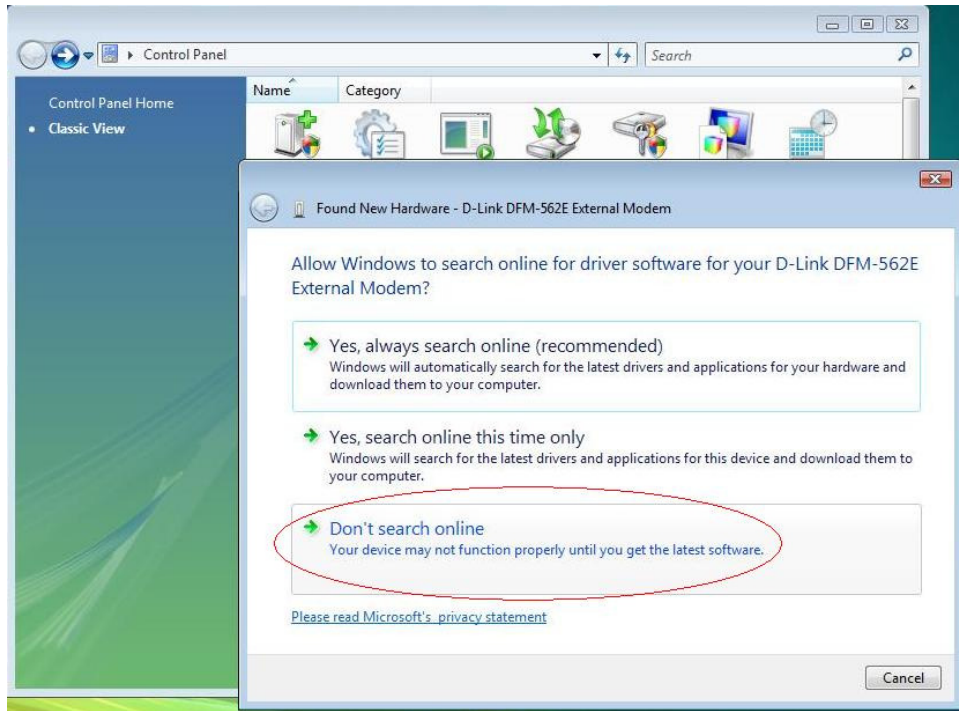 Control Panel
Search
Control Panel Home
Classic View
Name Category
Found New Hardware - D-Link DFM-562E External Modem
Allow Windows to search online for driver software for your D-Link DFM-562E
External Modem?
Yes, always search online (recommended)
Windows will automatically search for the latest drivers and applications for your hardware and
download them to your computer.
Yes, search online this time only
Windows will search for the latest drivers and applications for this device and download them to
your computer.
Don't search online
Your device may not function properly until you get the latest software.
Please read Microsoft's privacy statement
Cancel